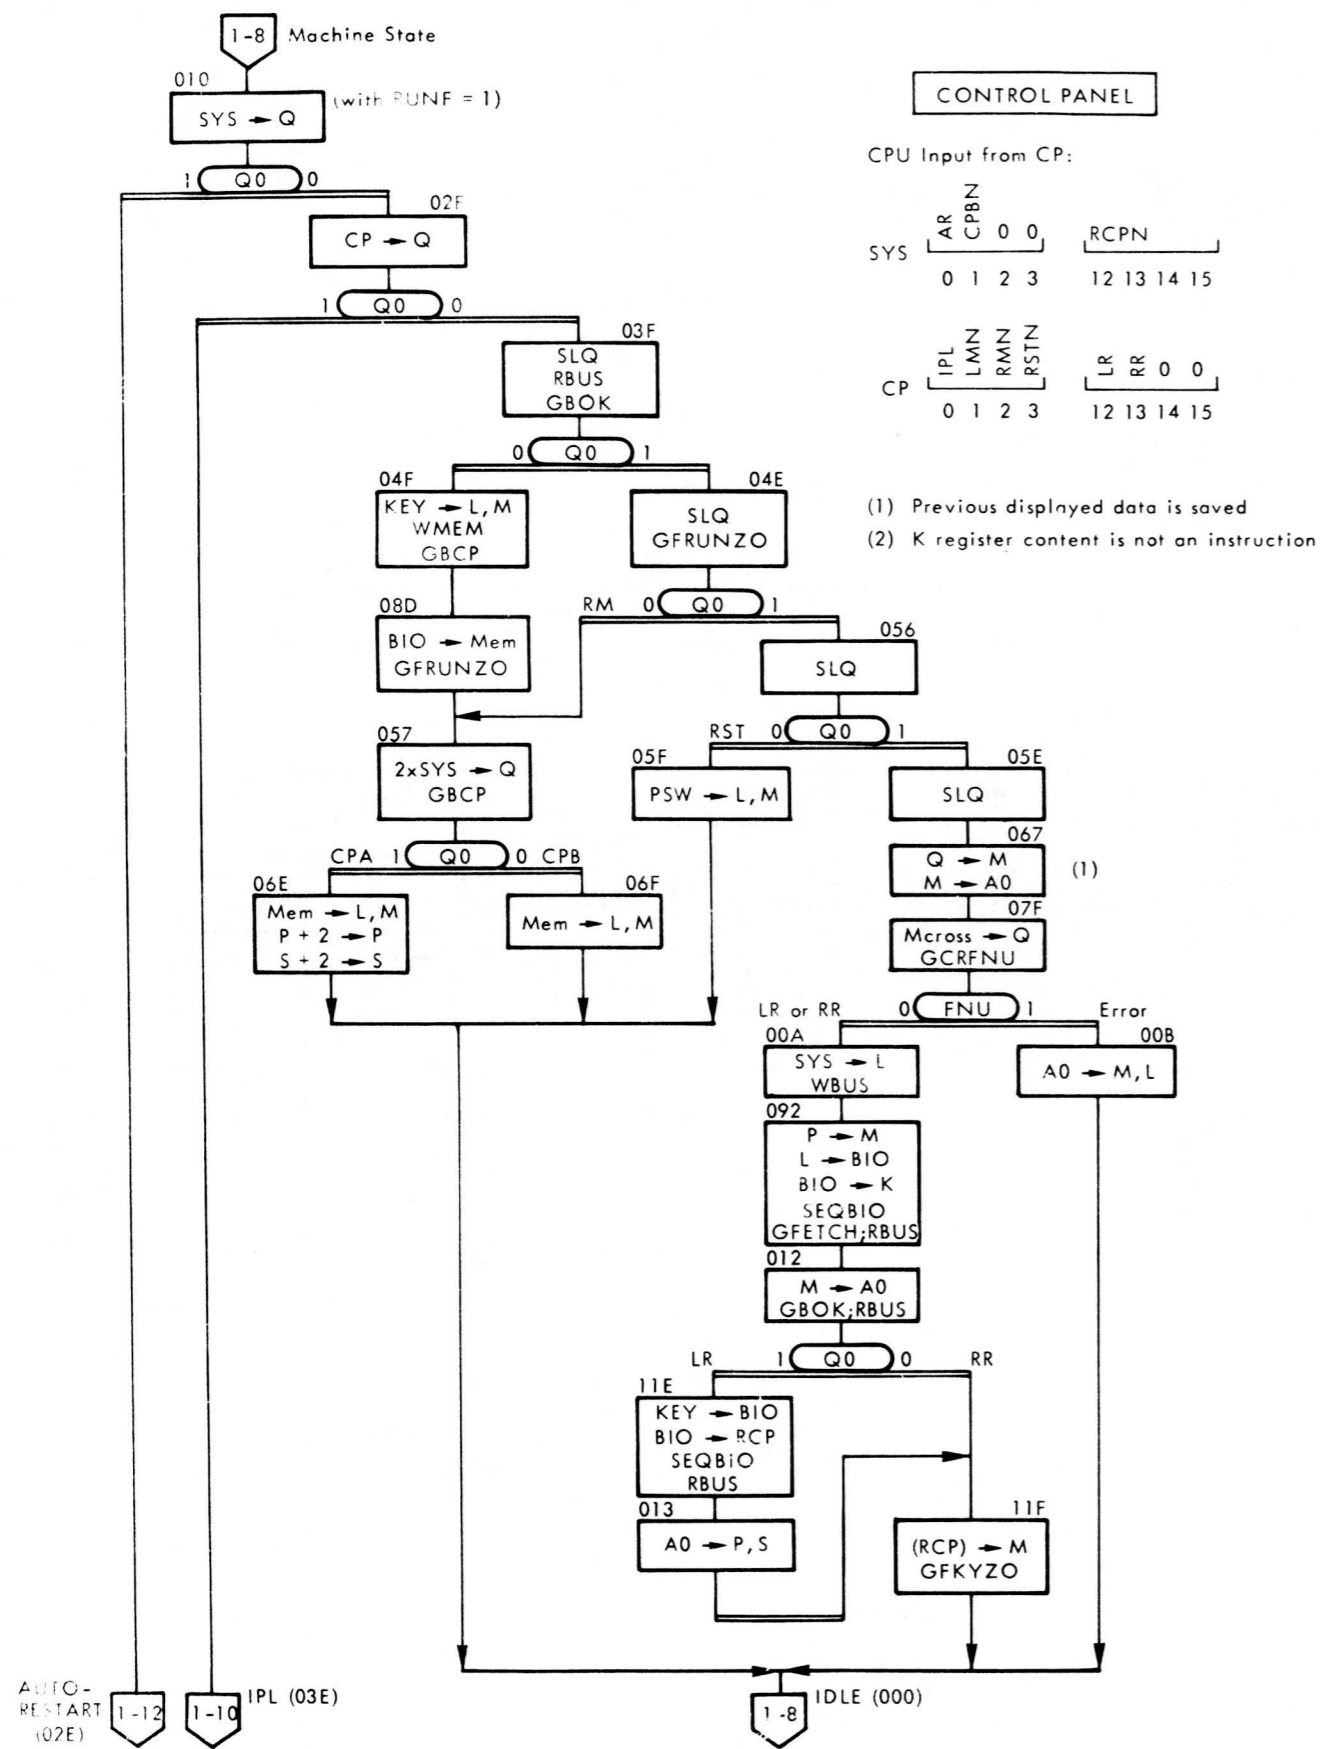 1-8 Machine State
010
(with RUNF = 1)
SYS → Q
1 Q0 0
02F
CP → Q
1 Q0 0
03F
SLQ
RBUS
GBOK
0 Q0 1
04F
KEY → L, M
WMEM
GBCP
04E
SLQ
GFRUNZO
08D
BIO → Mem
GFRUNZO
RM 0 Q0 1
056
SLQ
057
2xSYS → Q
GBCP
RST 0 Q0 1
05F
PSW → L, M
05E
SLQ
067
Q → M
M → A0
(1)
CPA 1 Q0 0 CPB
06E
Mem → L, M
P + 2 → P
S + 2 → S
06F
Mem → L, M
07F
Mcross → Q
GCRFNU
LR or RR 0 FNU 1 Error
00A
SYS → L
WBUS
00B
A0 → M, L
092
P → M
L → BIO
BIO → K
SEQBIO
GFETCH;RBUS
012
M → A0
GBOK;RBUS
LR 1 Q0 0 RR
11E
KEY → BIO
BIO → RCP
SEQBIO
RBUS
013
A0 → P, S
11F
(RCP) → M
GFKYZO
AUTO-
RESTART
(02E)
1-12
1-10
IPL (03E)
1-8
IDLE (000)
CONTROL PANEL
CPU Input from CP:
SYS AR CPBN 0 0 RCPN
0 1 2 3 12 13 14 15
CP IPL LMN RMN RSTN LR RR 0 0
0 1 2 3 12 13 14 15
(1) Previous displayed data is saved
(2) K register content is not an instruction